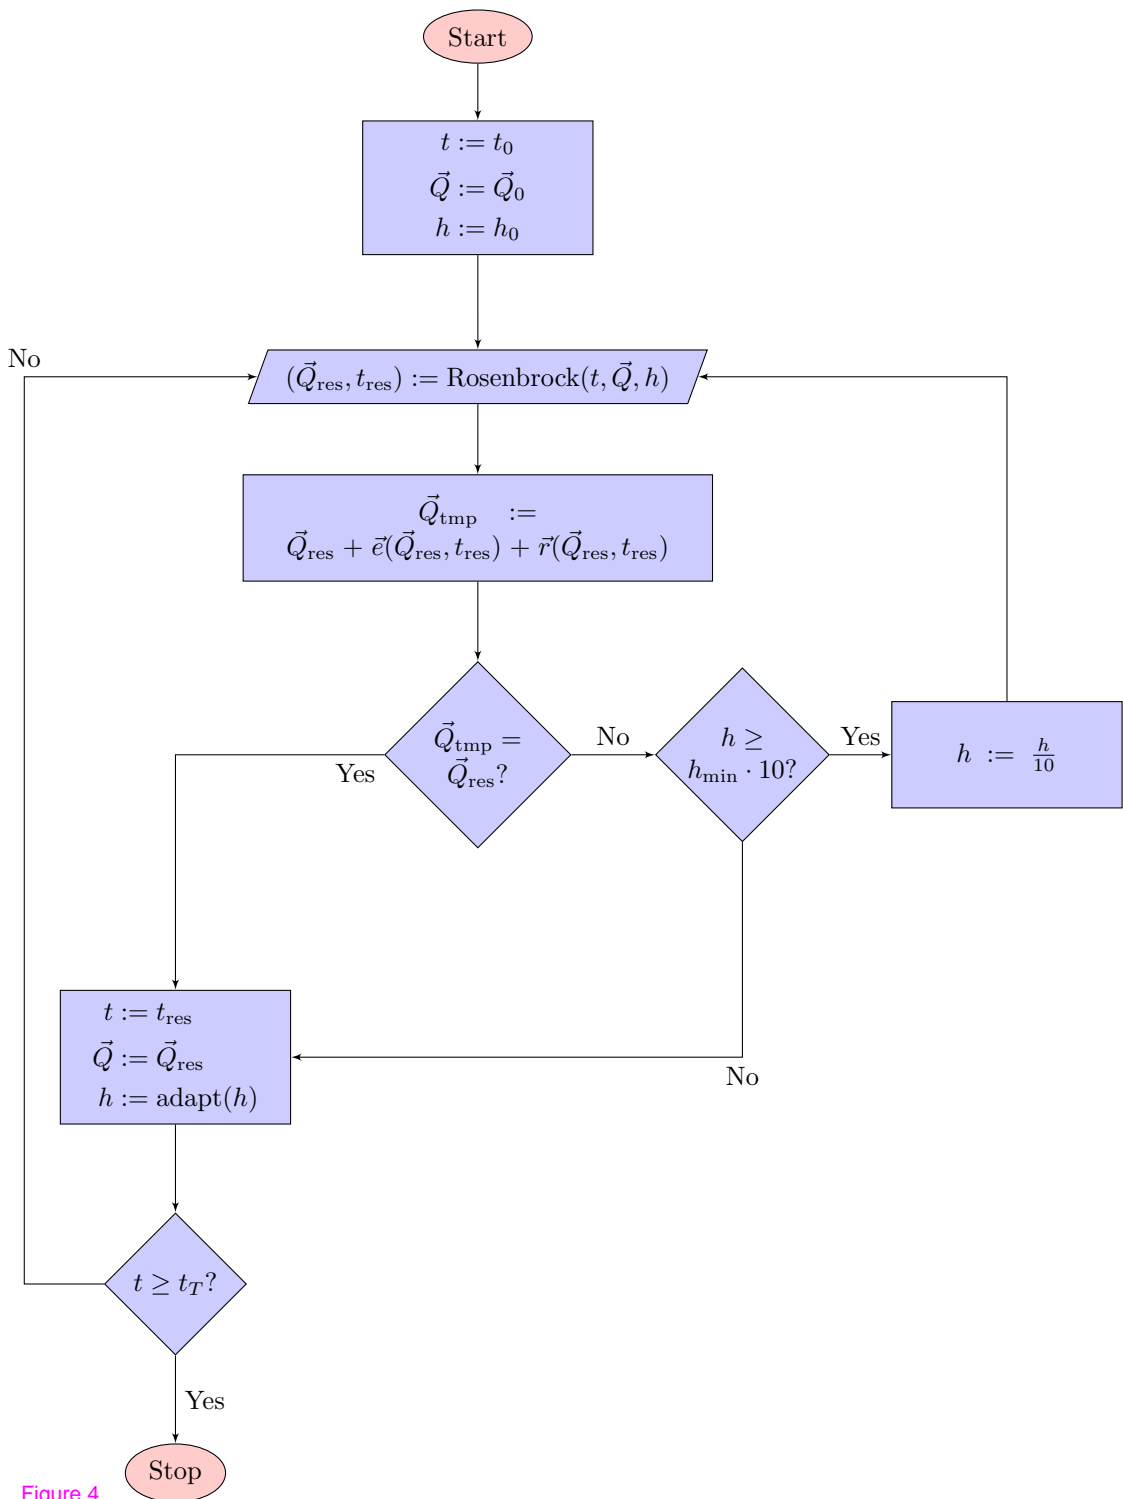 Start
t := t₀
Q⃗ := Q⃗₀
h := h₀
No
(Q⃗res, tres) := Rosenbrock(t, Q⃗, h)
Q⃗tmp :=
Q⃗res + e⃗(Q⃗res, tres) + r⃗(Q⃗res, tres)
Q⃗tmp =
Q⃗res?
No
Yes
h ≥
hmin · 10?
Yes
h := h/10
t := tres
Q⃗ := Q⃗res
h := adapt(h)
No
t ≥ t_T?
Yes
Stop
Figure 4